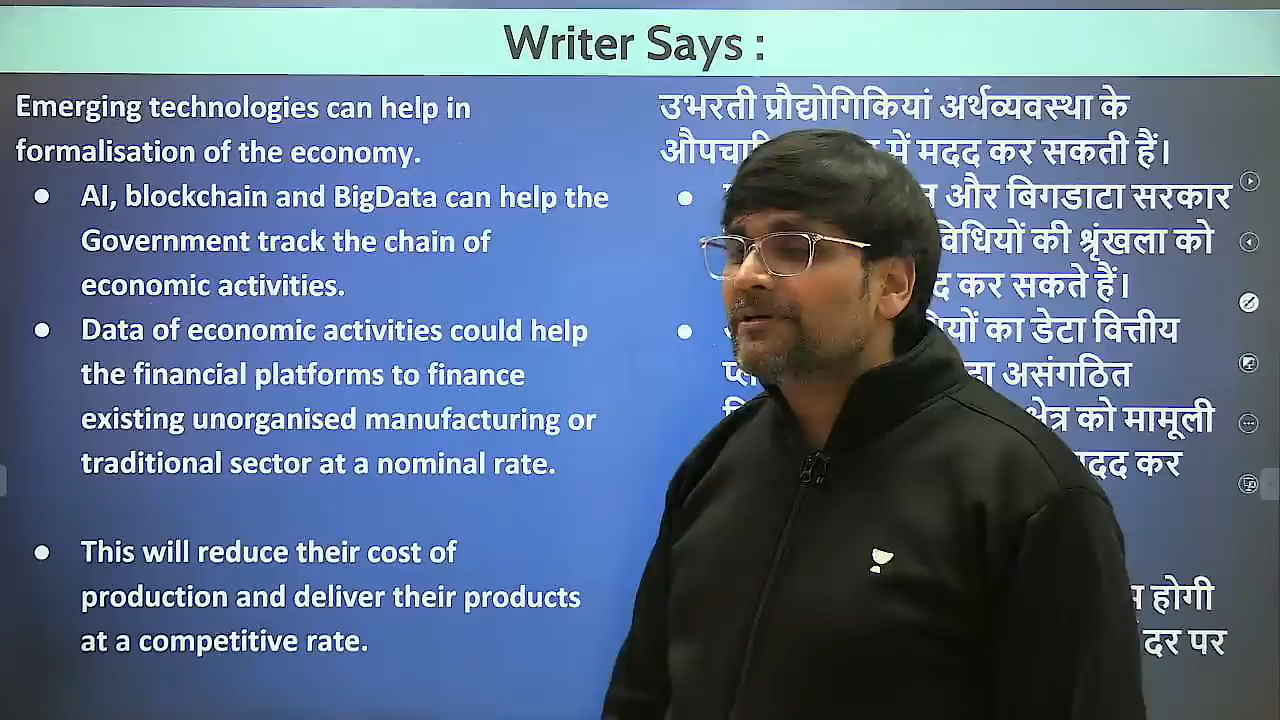 Writer Says :
Emerging technologies can help in
formalisation of the economy.
● AI, blockchain and BigData can help the
Government track the chain of
economic activities.
● Data of economic activities could help
the financial platforms to finance
existing unorganised manufacturing or
traditional sector at a nominal rate.
● This will reduce their cost of
production and deliver their products
at a competitive rate.
उभरती प्रौद्योगिकियां अर्थव्यवस्था के
में मदद कर सकती हैं।
● और बिगडाटा सरकार
की श्रृंखला को
कर सकते हैं।
● का डेटा वित्तीय
असंगठित
को मामूली
कर
होगी
दर पर